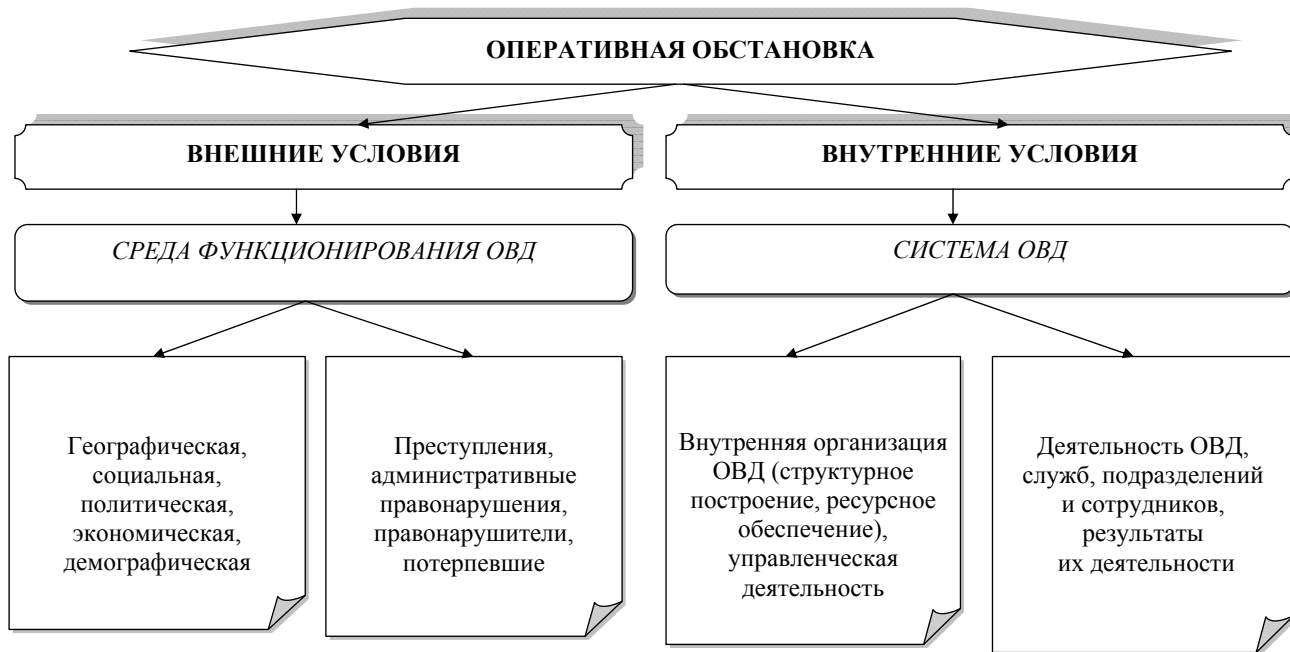 ОПЕРАТИВНАЯ ОБСТАНОВКА
ВНЕШНИЕ УСЛОВИЯ
ВНУТРЕННИЕ УСЛОВИЯ
СРЕДА ФУНКЦИОНИРОВАНИЯ ОВД
СИСТЕМА ОВД
Географическая,
социальная,
политическая,
экономическая,
демографическая
Преступления,
административные
правонарушения,
правонарушители,
потерпевшие
Внутренняя организация
ОВД (структурное
построение, ресурсное
обеспечение),
управленческая
деятельность
Деятельность ОВД,
служб, подразделений
и сотрудников,
результаты
их деятельности